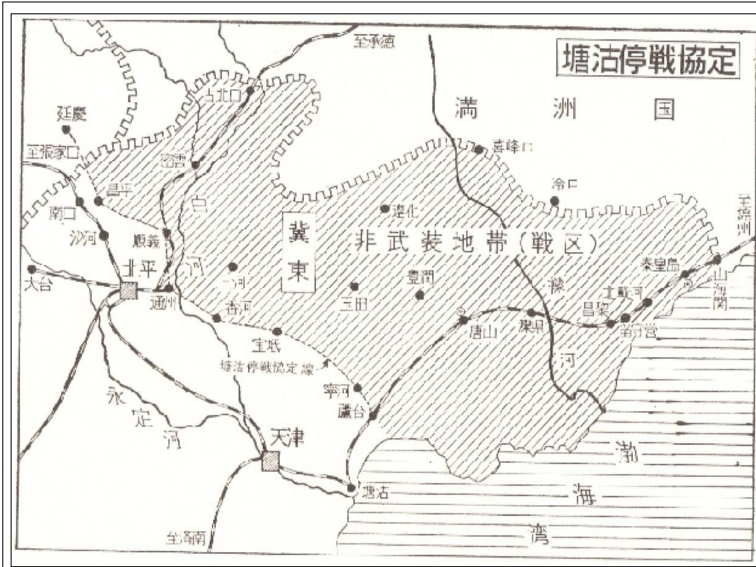 塘沽停戦協定
至承徳
満洲国
古北口
延慶
至張家口
密雲
喜峰口
冷口
昌平
南口
白河
遵化
至錦州
沙河
順義
冀東
非武装地帯(戦区)
北平
大台
通州
三河
豊潤
玉田
秦皇島
山海関
北戴河
昌黎
香河
灤河
唐山
灤県
宝坻
塘沽停戦協定線
寧河
蘆台
永定河
天津
塘沽
渤海湾
至済南